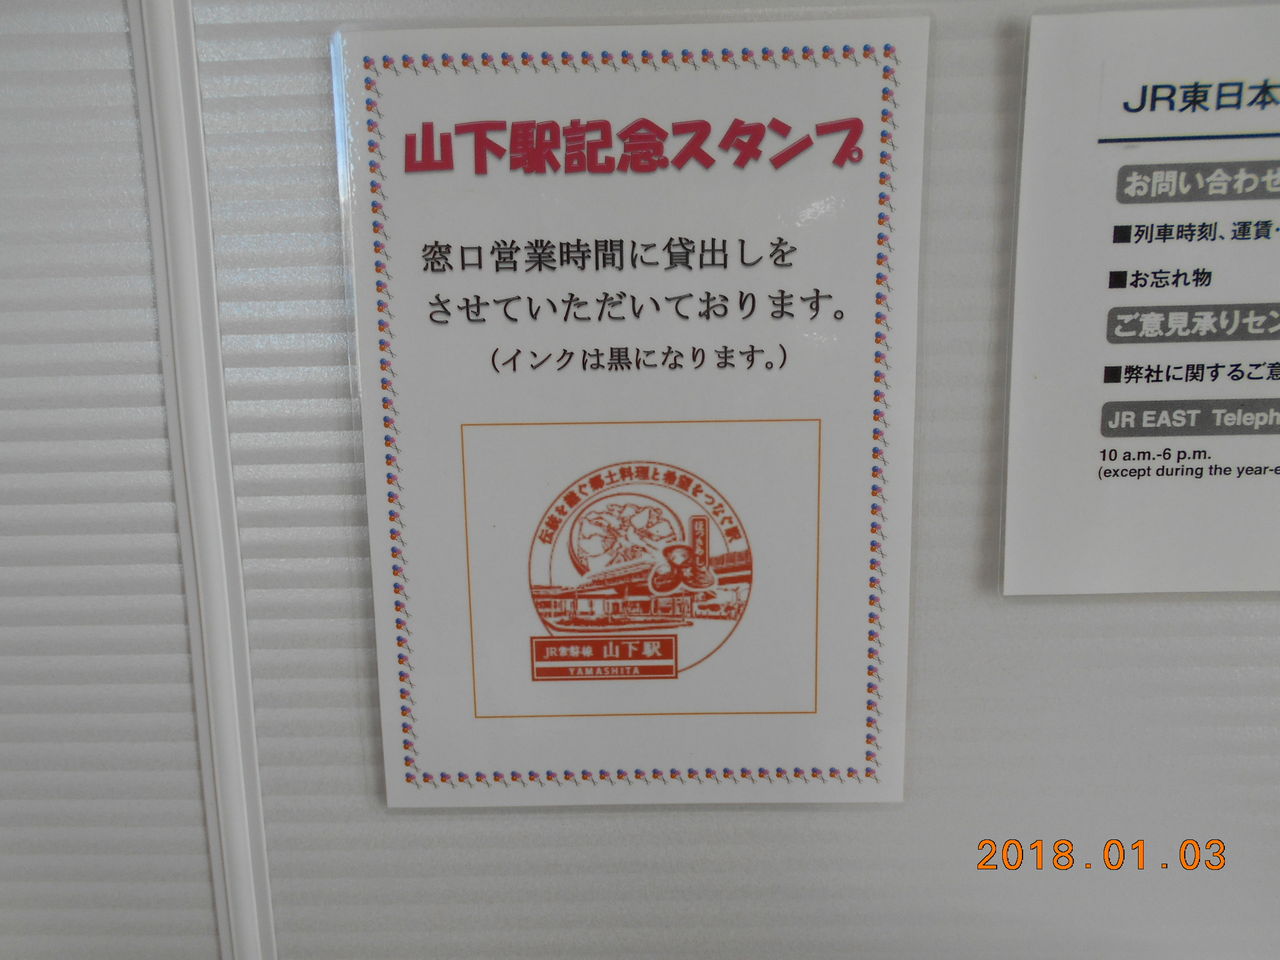 山下駅記念スタンプ
窓口営業時間に貸出しを
させていただいております。
（インクは黒になります。）
伝統を継ぐ郷土料理と希望をつなぐ駅
ほっきめし
JR常磐線 山下駅
YAMASHITA
JR東日本
お問い合わせ
■列車時刻、運賃・
■お忘れ物
ご意見承りセン
■弊社に関するご意
JR EAST Teleph
10 a.m.-6 p.m.
(except during the year-e
2018.01.03